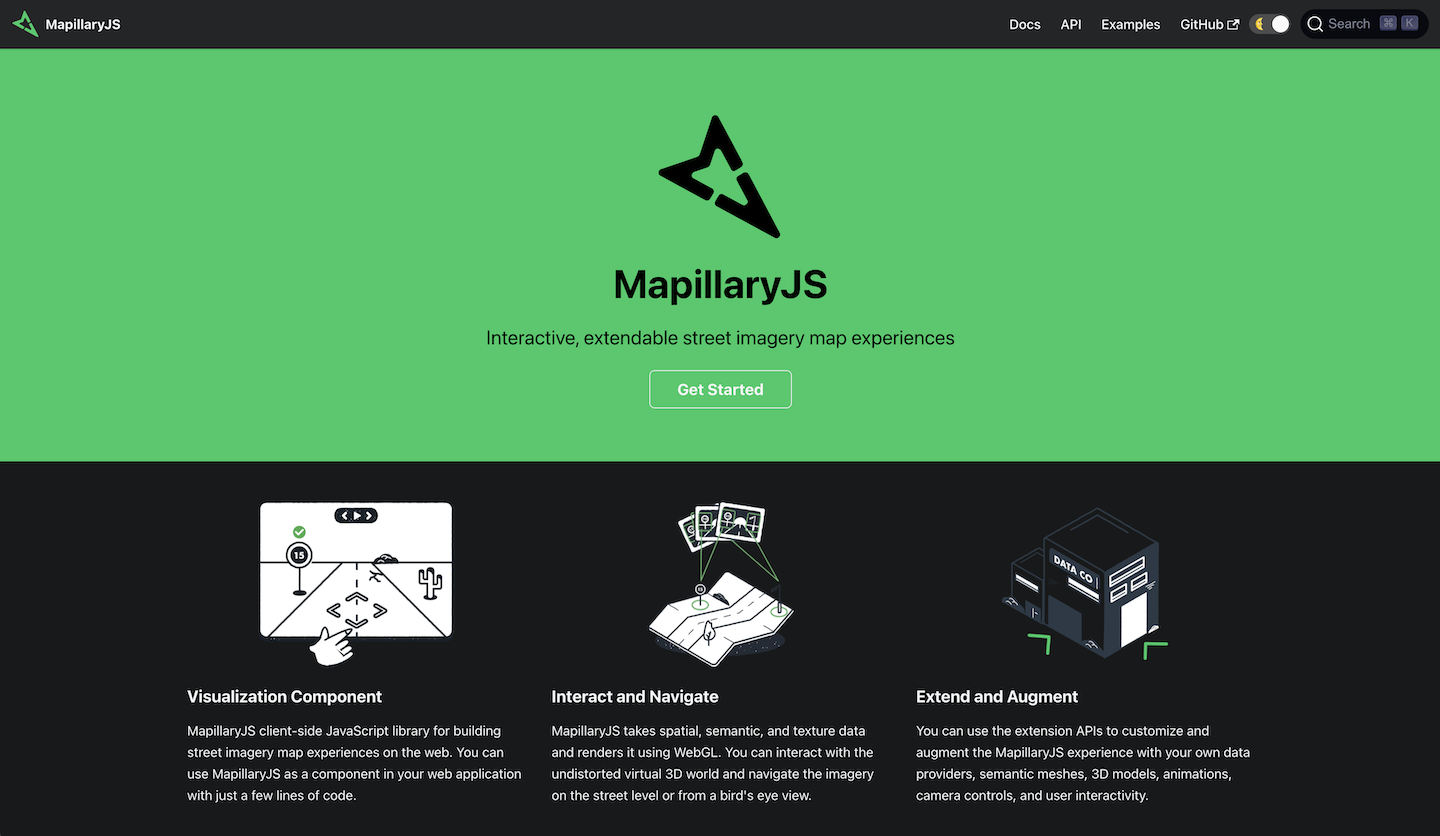 MapillaryJS
Docs API Examples GitHub Search ⌘ K
MapillaryJS
Interactive, extendable street imagery map experiences
Get Started
15
DATA CO
Visualization Component
MapillaryJS client-side JavaScript library for building
street imagery map experiences on the web. You can
use MapillaryJS as a component in your web application
with just a few lines of code.
Interact and Navigate
MapillaryJS takes spatial, semantic, and texture data
and renders it using WebGL. You can interact with the
undistorted virtual 3D world and navigate the imagery
on the street level or from a bird's eye view.
Extend and Augment
You can use the extension APIs to customize and
augment the MapillaryJS experience with your own data
providers, semantic meshes, 3D models, animations,
camera controls, and user interactivity.